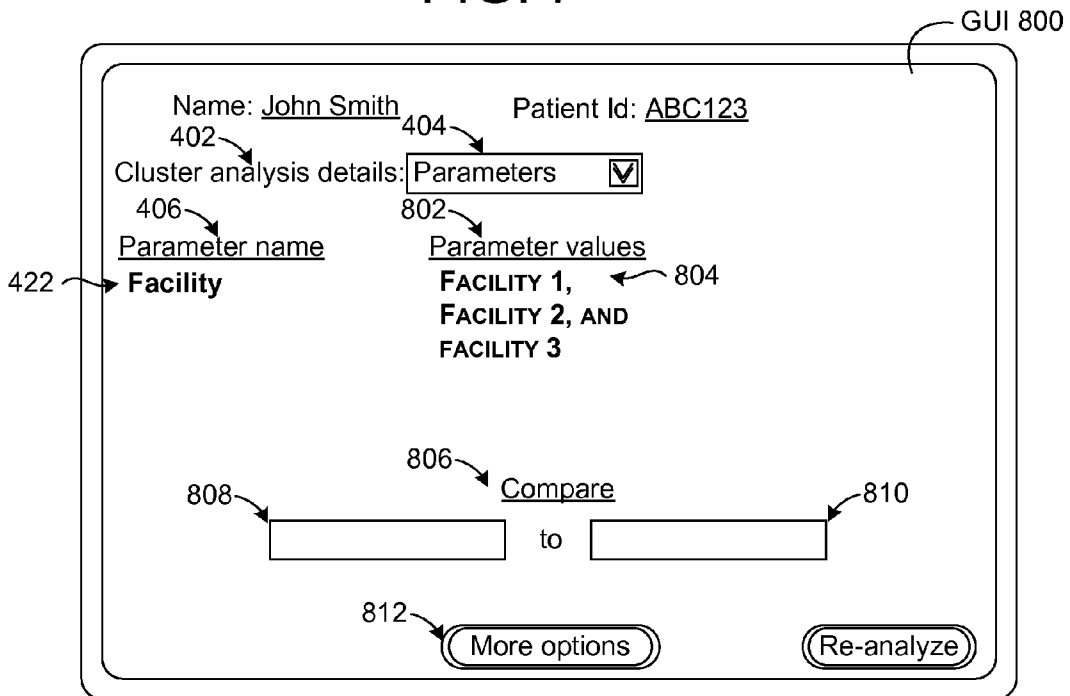 GUI 800
Name: John Smith Patient Id: ABC123
402 404
Cluster analysis details: Parameters
406 802
Parameter name Parameter values
422 Facility FACILITY 1, 804
FACILITY 2, AND
FACILITY 3
806
Compare
808 810
to
812
More options Re-analyze